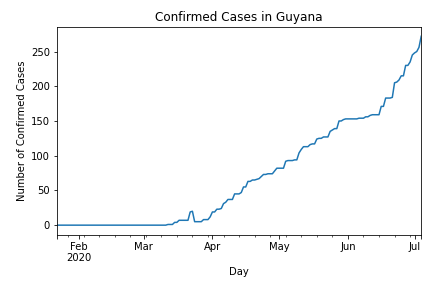 Confirmed Cases in Guyana
Number of Confirmed Cases
250
200
150
100
50
0
Feb Mar Apr May Jun Jul
2020
Day